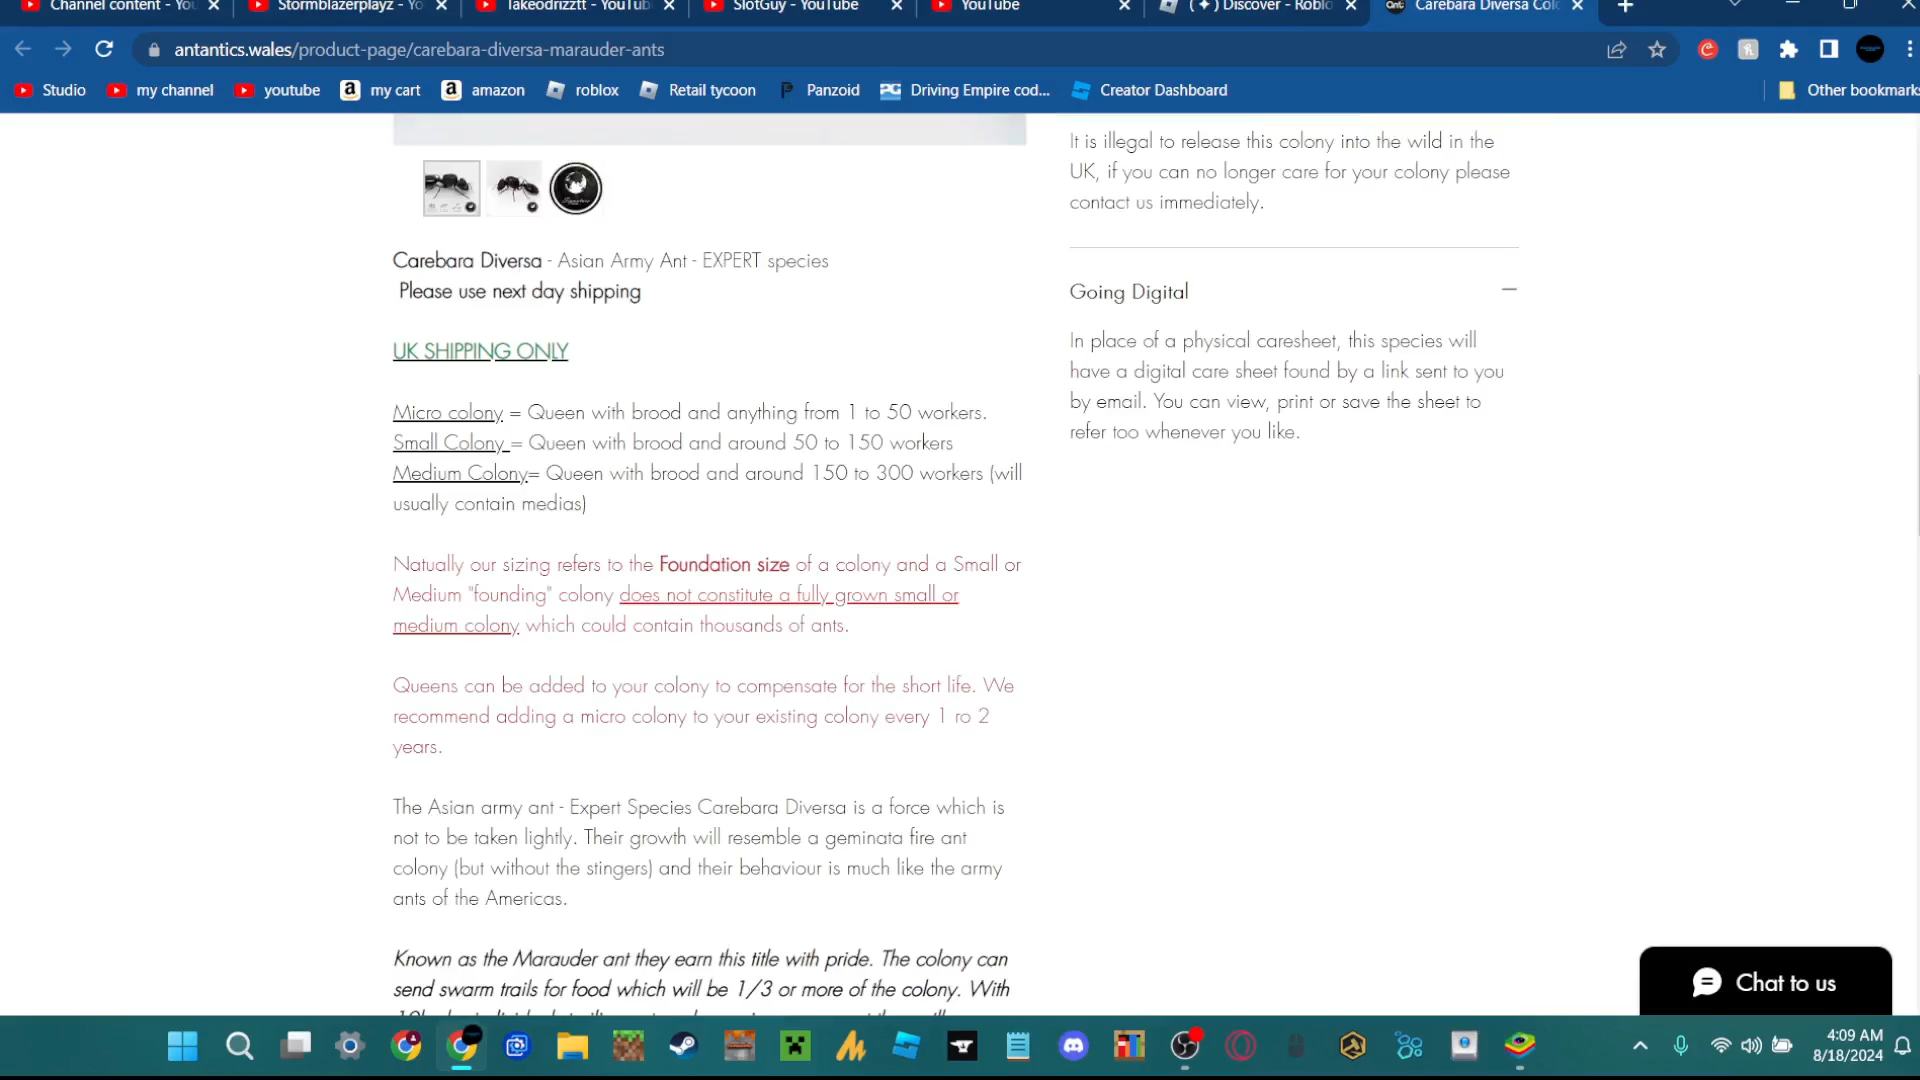 Channel content - You
Stormblazerplayz - Yo
Takeodrizztt - YouTub
SlotGuy - YouTube
YouTube
(✦) Discover - Roblo
Carebara Diversa Col
antantics.wales/product-page/carebara-diversa-marauder-ants
Studio
my channel
youtube
my cart
amazon
roblox
Retail tycoon
Panzoid
Driving Empire cod...
Creator Dashboard
Other bookmarks
Carebara Diversa - Asian Army Ant - EXPERT species
Please use next day shipping
UK SHIPPING ONLY
Micro colony = Queen with brood and anything from 1 to 50 workers.
Small Colony = Queen with brood and around 50 to 150 workers
Medium Colony= Queen with brood and around 150 to 300 workers (will
usually contain medias)
Natually our sizing refers to the Foundation size of a colony and a Small or
Medium "founding" colony does not constitute a fully grown small or
medium colony which could contain thousands of ants.
Queens can be added to your colony to compensate for the short life. We
recommend adding a micro colony to your existing colony every 1 ro 2
years.
The Asian army ant - Expert Species Carebara Diversa is a force which is
not to be taken lightly. Their growth will resemble a geminata fire ant
colony (but without the stingers) and their behaviour is much like the army
ants of the Americas.
Known as the Marauder ant they earn this title with pride. The colony can
send swarm trails for food which will be 1/3 or more of the colony. With
It is illegal to release this colony into the wild in the
UK, if you can no longer care for your colony please
contact us immediately.
Going Digital
In place of a physical caresheet, this species will
have a digital care sheet found by a link sent to you
by email. You can view, print or save the sheet to
refer too whenever you like.
Chat to us
4:09 AM
8/18/2024